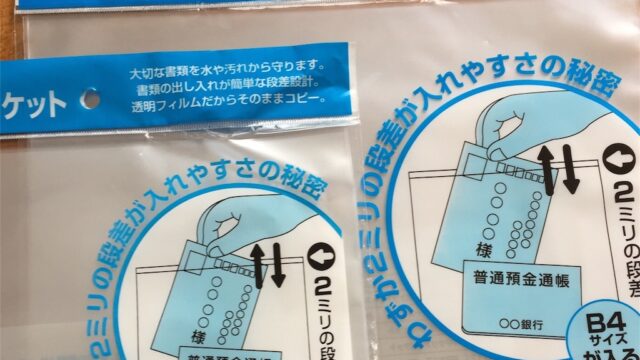 大切な書類を水や汚れから守ります。
書類の出し入れが簡単な段差設計。
透明フィルムだからそのままコピー。
ケット
2ミリの段差が入れやすさの秘密
様
2ミリの段
普通預金通帳
わずか2ミリの段差が入れやすさの秘密
様
2ミリの段差
普通預金通帳
○○銀行
B4
サイズ
が入る